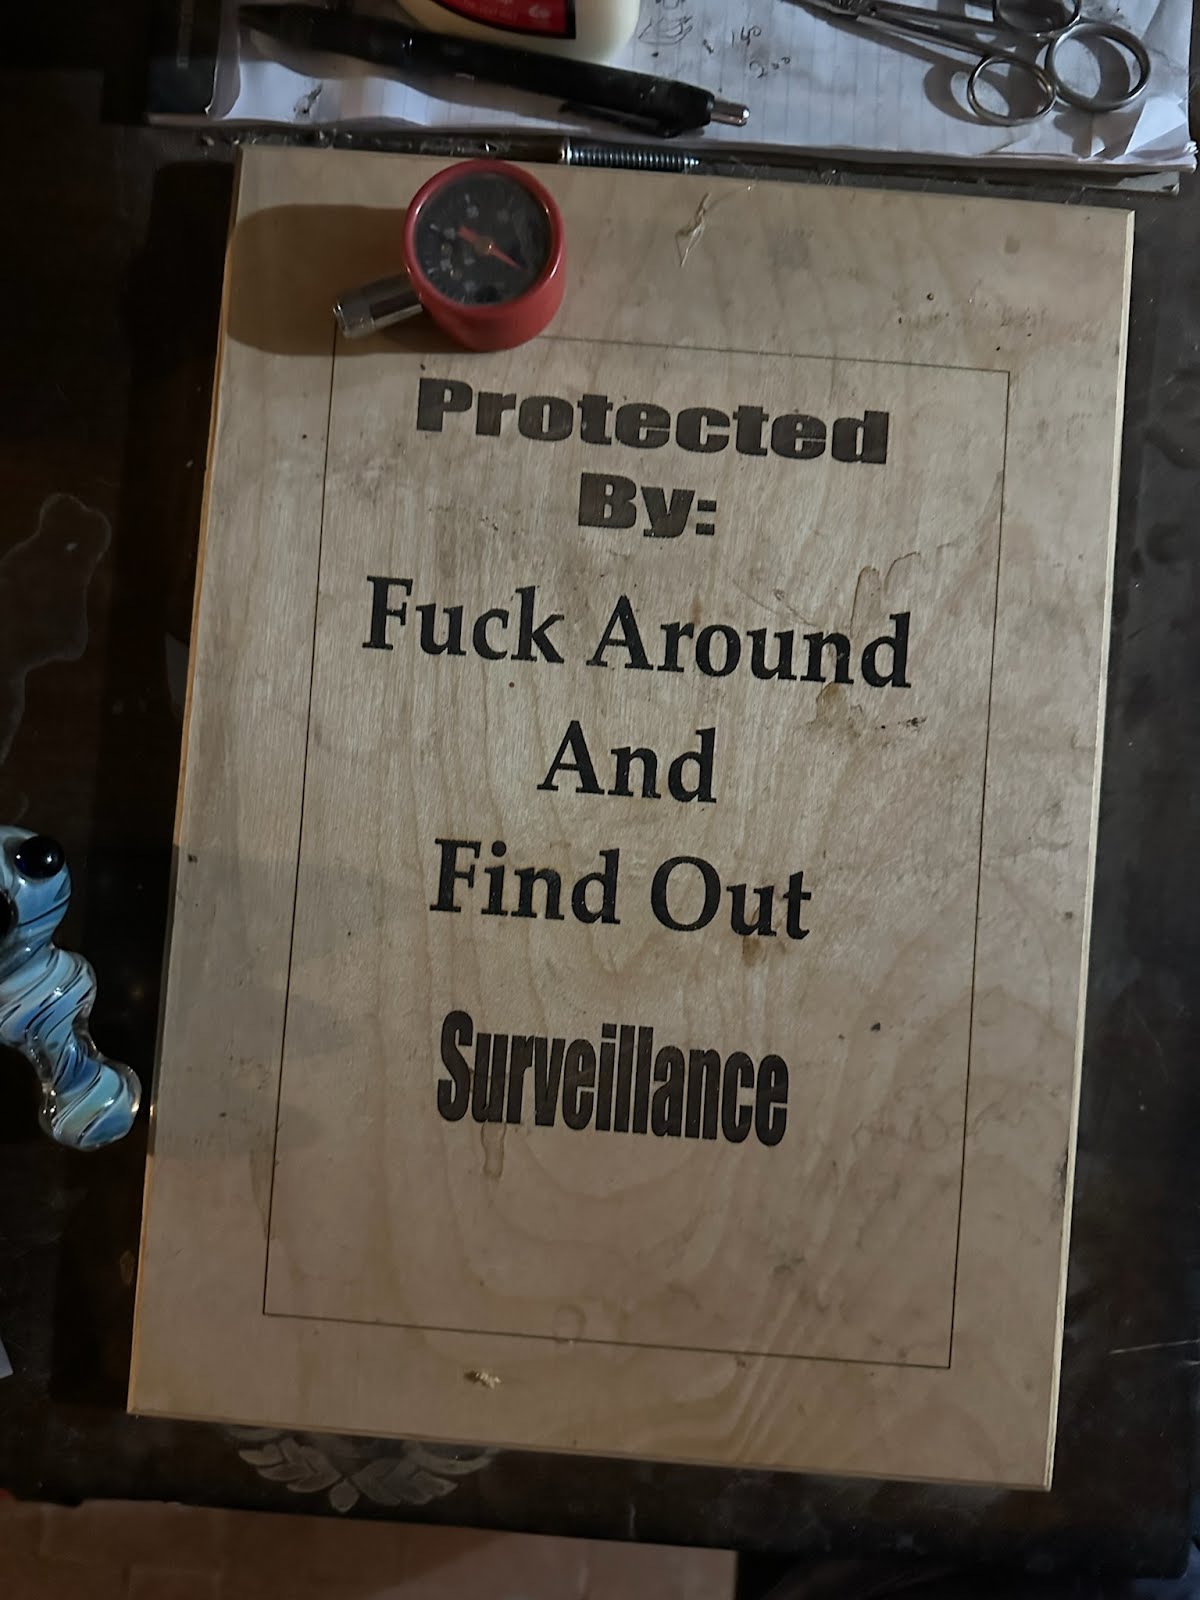 Protected
By:
Fuck Around
And
Find Out
Surveillance